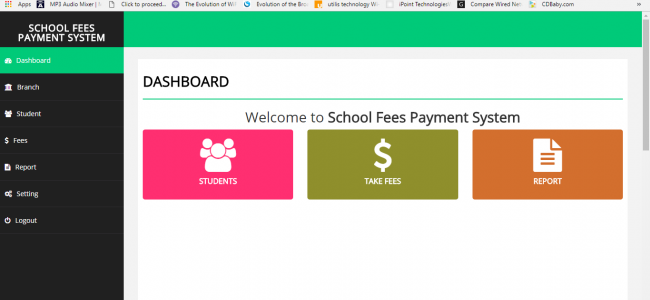 Apps MP3 Audio Mixer | M Click to proceed... The Evolution of Wi Evolution of the Bro utilis technology Wi iPoint Technologies Compare Wired Net CDBaby.com
SCHOOL FEES
PAYMENT SYSTEM
Dashboard
Branch
Student
Fees
Report
Setting
Logout
DASHBOARD
Welcome to School Fees Payment System
STUDENTS
TAKE FEES
REPORT